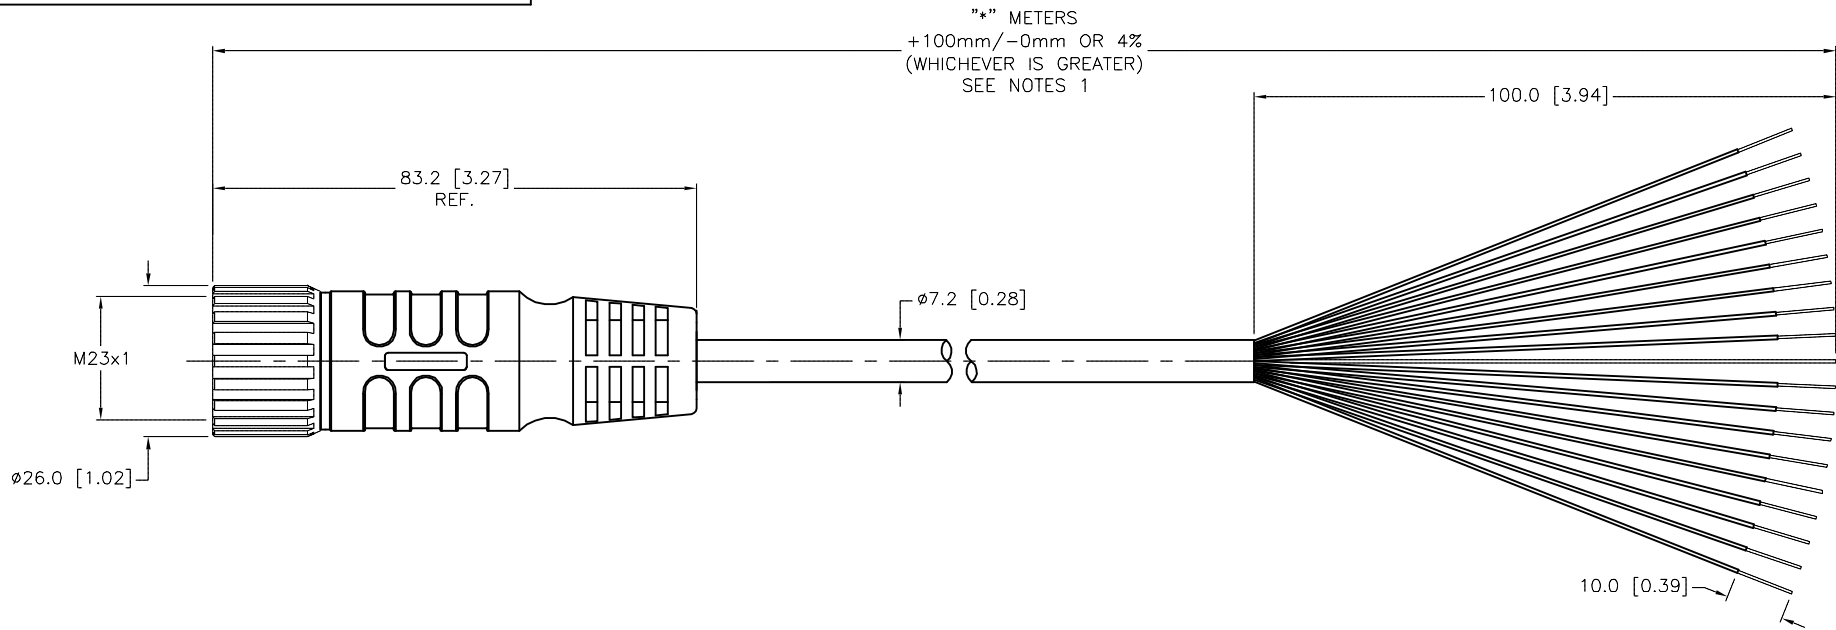 "*" METERS
+100mm/-0mm OR 4%
(WHICHEVER IS GREATER)
SEE NOTES 1
100.0 [3.94]
83.2 [3.27]
REF.
ø7.2 [0.28]
M23x1
ø26.0 [1.02]
10.0 [0.39]